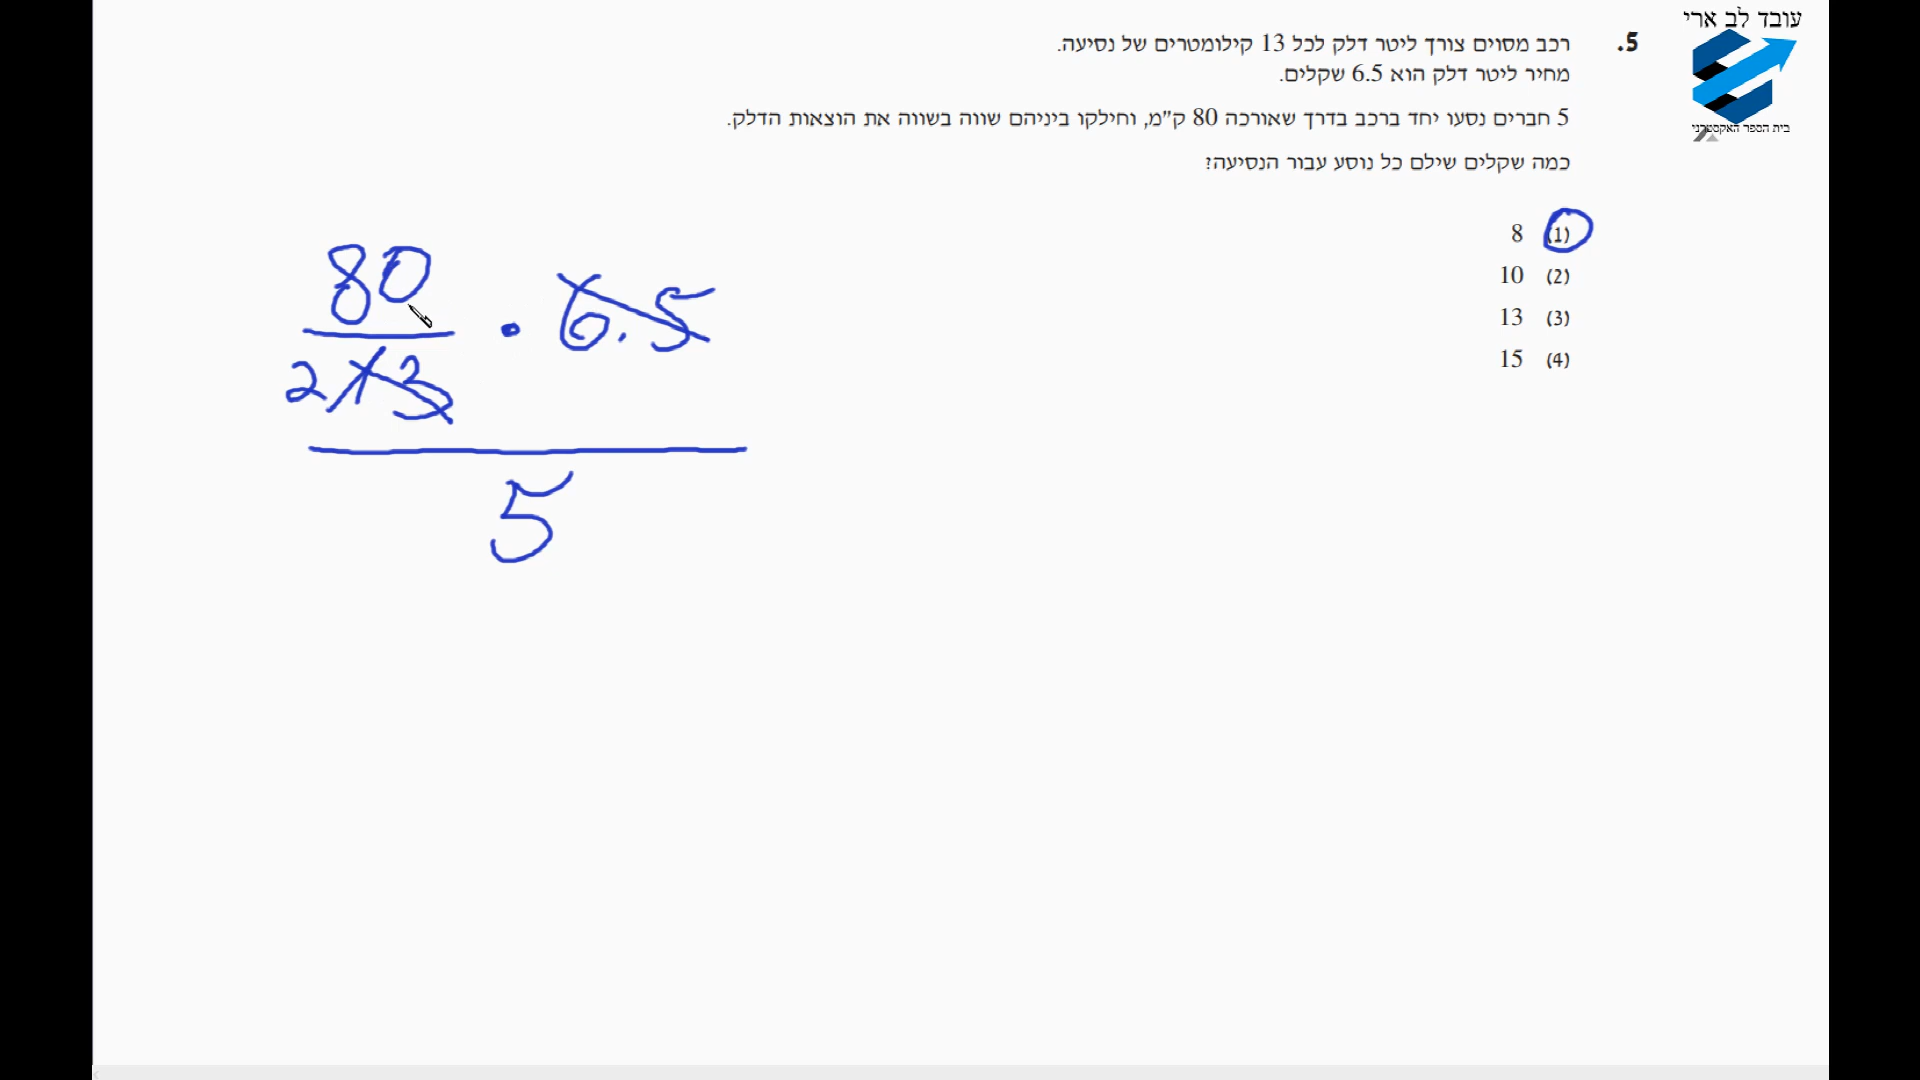 עובד לב ארי
בית הספר האקסטרני
5. רכב מסוים צורך ליטר דלק לכל 13 קילומטרים של נסיעה.
מחיר ליטר דלק הוא 6.5 שקלים.
5 חברים נסעו יחד ברכב בדרך שאורכה 80 ק"מ, וחילקו ביניהם שווה בשווה את הוצאות הדלק.
כמה שקלים שילם כל נוסע עבור הנסיעה?
(1) 8
(2) 10
(3) 13
(4) 15
80 · 6.5
2 13
5